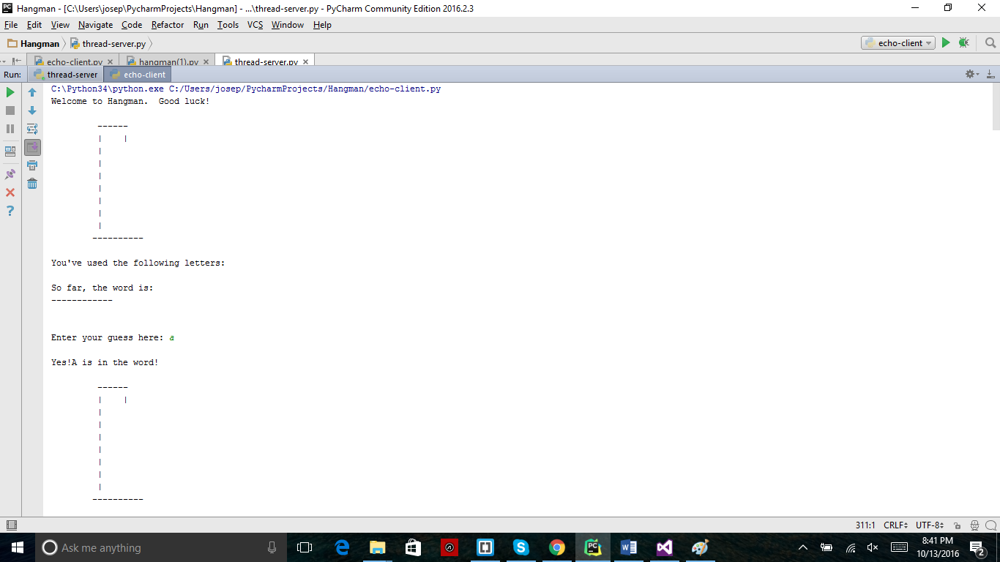 Hangman - [C:\Users\josep\PycharmProjects\Hangman] - ...\thread-server.py - PyCharm Community Edition 2016.2.3
File Edit View Navigate Code Refactor Run Tools VCS Window Help
Hangman thread-server.py echo-client
echo-client.py hangman(1).py thread-server.py
Run: thread-server echo-client
C:\Python34\python.exe C:/Users/josep/PycharmProjects/Hangman/echo-client.py
Welcome to Hangman.  Good luck!
------
|    |
|
|
|
|
|
|
|
----------
You've used the following letters:
So far, the word is:
------------
Enter your guess here: a
Yes!A is in the word!
------
|    |
|
|
|
|
|
|
|
----------
311:1 CRLF UTF-8
Ask me anything
8:41 PM
10/13/2016
2